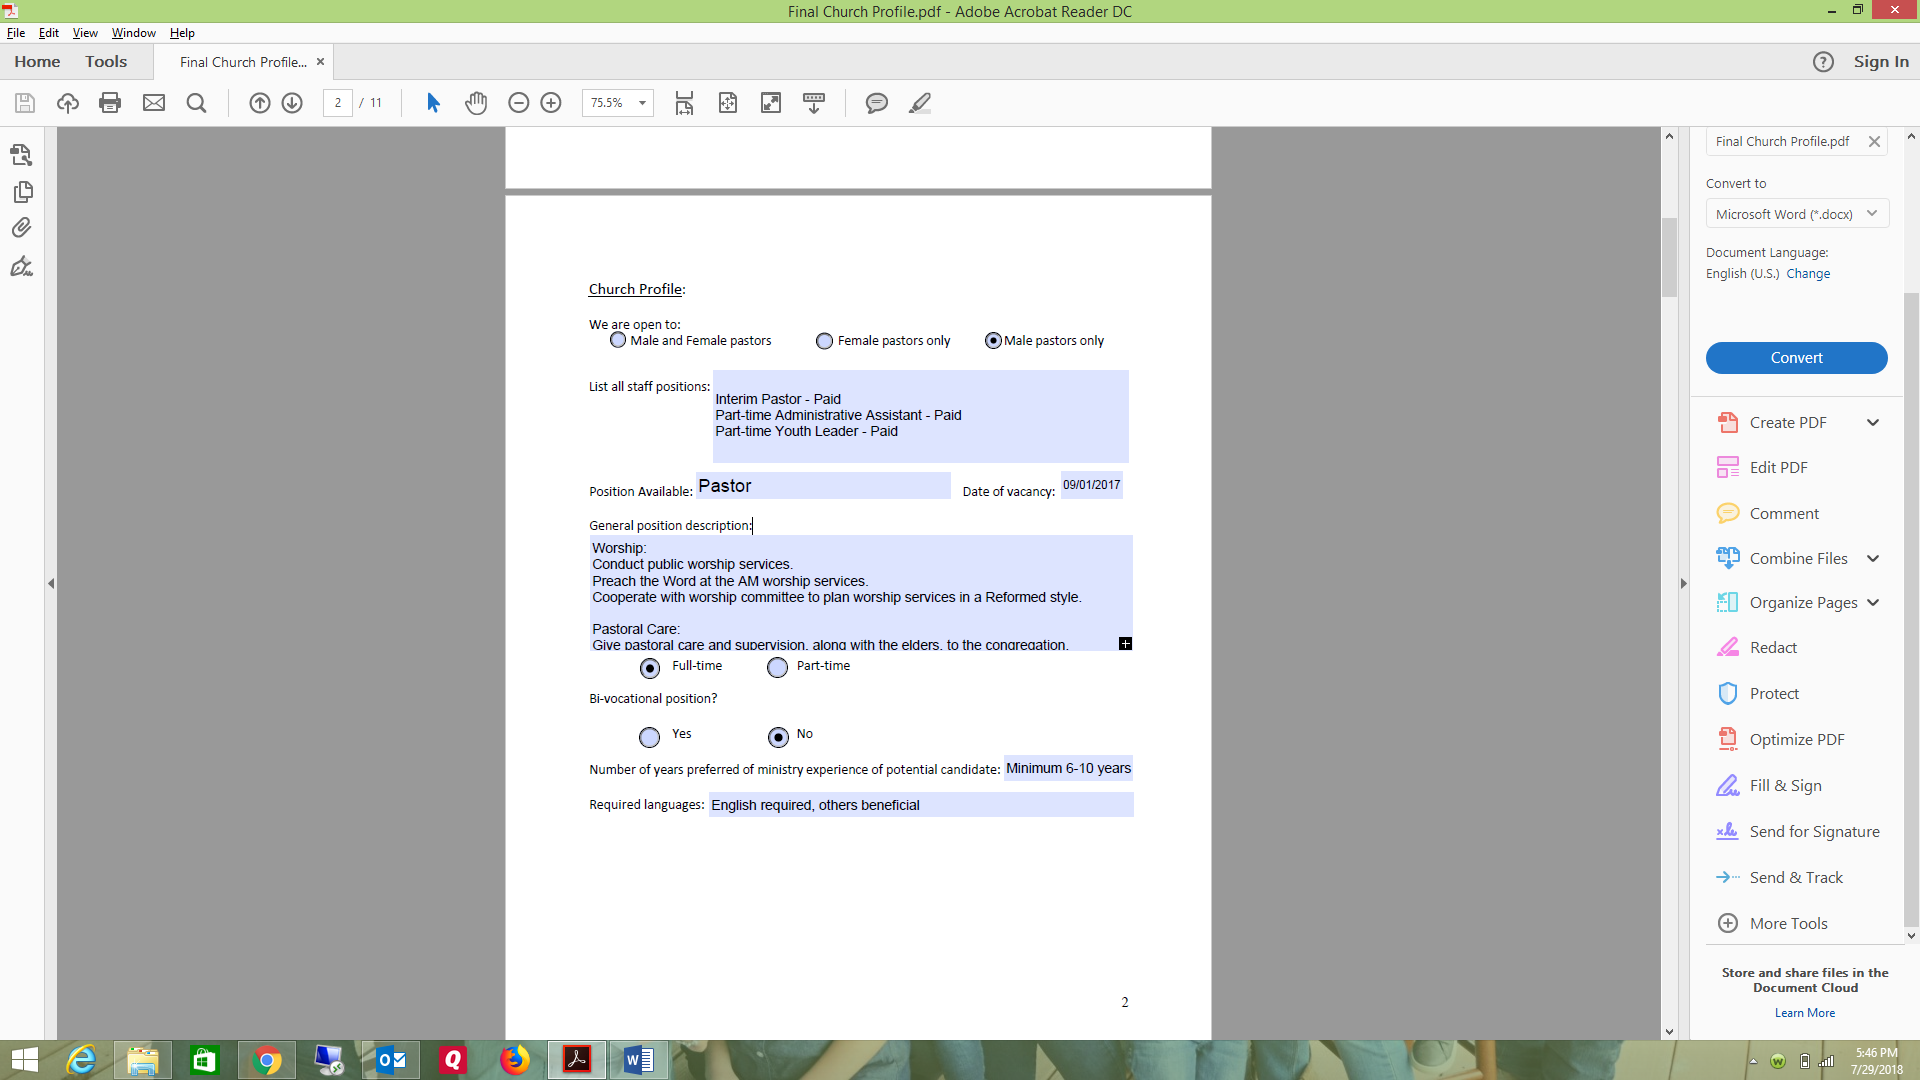 Final Church Profile.pdf - Adobe Acrobat Reader DC
File Edit View Window Help
Home Tools Final Church Profile... × ? Sign In
2 / 11 75.5%
Final Church Profile.pdf
Convert to
Microsoft Word (*.docx)
Document Language:
English (U.S.) Change
Convert
Create PDF
Edit PDF
Comment
Combine Files
Organize Pages
Redact
Protect
Optimize PDF
Fill & Sign
Send for Signature
Send & Track
More Tools
Store and share files in the
Document Cloud
Learn More
Church Profile:
We are open to:
Male and Female pastors Female pastors only Male pastors only
List all staff positions:
Interim Pastor - Paid
Part-time Administrative Assistant - Paid
Part-time Youth Leader - Paid
Position Available: Pastor Date of vacancy: 09/01/2017
General position description:
Worship:
Conduct public worship services.
Preach the Word at the AM worship services.
Cooperate with worship committee to plan worship services in a Reformed style.
Pastoral Care:
Give pastoral care and supervision, along with the elders, to the congregation.
Full-time Part-time
Bi-vocational position?
Yes No
Number of years preferred of ministry experience of potential candidate: Minimum 6-10 years
Required languages: English required, others beneficial
2
5:46 PM
7/29/2018